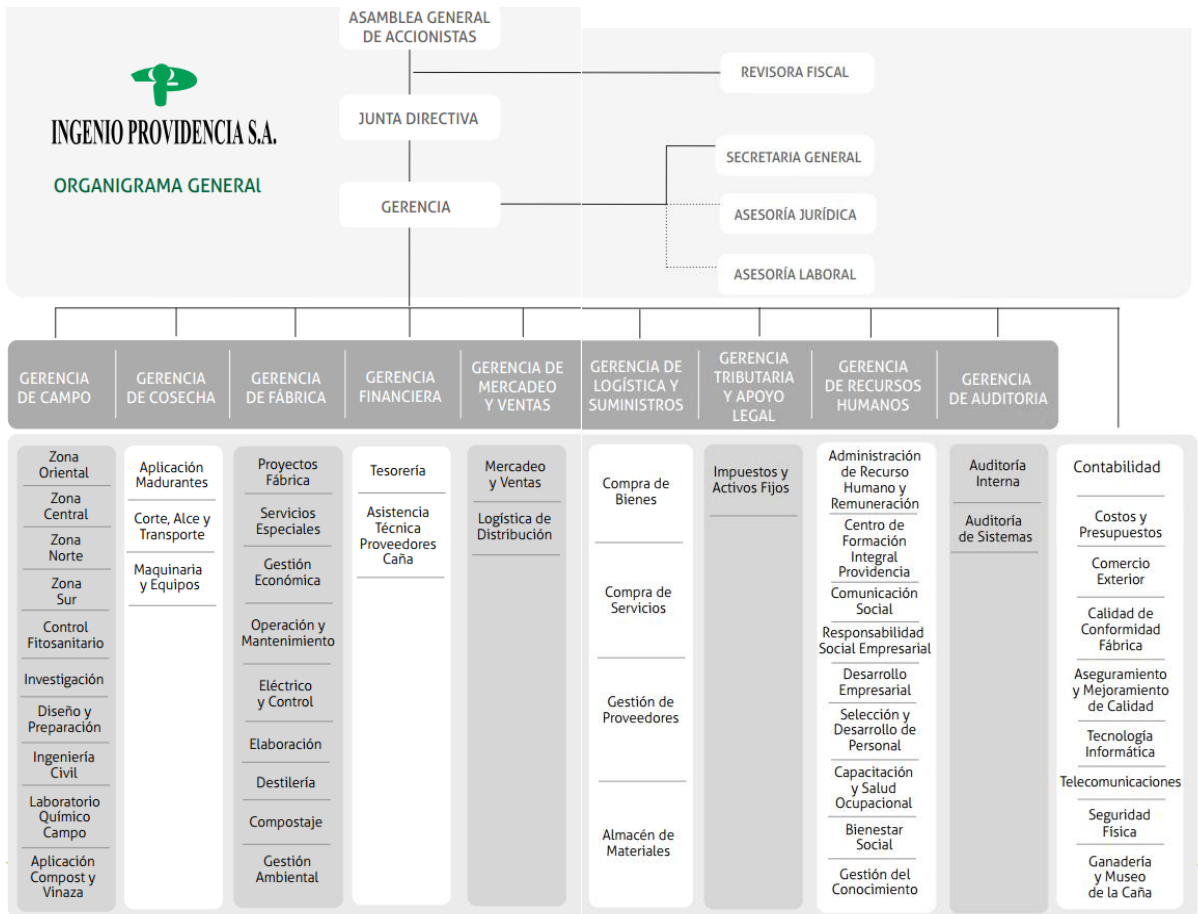 ASAMBLEA GENERAL
DE ACCIONISTAS
REVISORA FISCAL
INGENIO PROVIDENCIA S.A.
JUNTA DIRECTIVA
ORGANIGRAMA GENERAl
SECRETARIA GENERAL
GERENCIA
ASESORÍA JURÍDICA
ASESORÍA LABORAL
GERENCIA
DE CAMPO
GERENCIA
DE COSECHA
GERENCIA
DE FÁBRICA
GERENCIA
FINANCIERA
GERENCIA DE
MERCADEO
Y VENTAS
GERENCIA DE
LOGÍSTICA Y
SUMINISTROS
GERENCIA
TRIBUTARIA
Y APOYO
LEGAL
GERENCIA
DE RECURSOS
HUMANOS
GERENCIA
DE AUDITORIA
Zona
Oriental
Zona
Central
Zona
Norte
Zona
Sur
Control
Fitosanitario
Investigación
Diseño y
Preparación
Ingeniería
Civil
Laboratorio
Químico
Campo
Aplicación
Compost y
Vinaza
Aplicación
Madurantes
Corte, Alce y
Transporte
Maquinaria
y Equipos
Proyectos
Fábrica
Servicios
Especiales
Gestión
Económica
Operación y
Mantenimiento
Eléctrico
y Control
Elaboración
Destilería
Compostaje
Gestión
Ambiental
Tesorería
Asistencia
Técnica
Proveedores
Caña
Mercadeo
y Ventas
Logística de
Distribución
Compra de
Bienes
Compra de
Servicios
Gestión de
Proveedores
Almacén de
Materiales
Impuestos y
Activos Fijos
Administración
de Recurso
Humano y
Remuneración
Centro de
Formación
Integral
Providencia
Comunicación
Social
Responsabilidad
Social Empresarial
Desarrollo
Empresarial
Selección y
Desarrollo de
Personal
Capacitación
y Salud
Ocupacional
Bienestar
Social
Gestión del
Conocimiento
Auditoría
Interna
Auditoría
de Sistemas
Contabilidad
Costos y
Presupuestos
Comercio
Exterior
Calidad de
Conformidad
Fábrica
Aseguramiento
y Mejoramiento
de Calidad
Tecnología
Informática
Telecomunicaciones
Seguridad
Física
Ganadería
y Museo
de la Caña